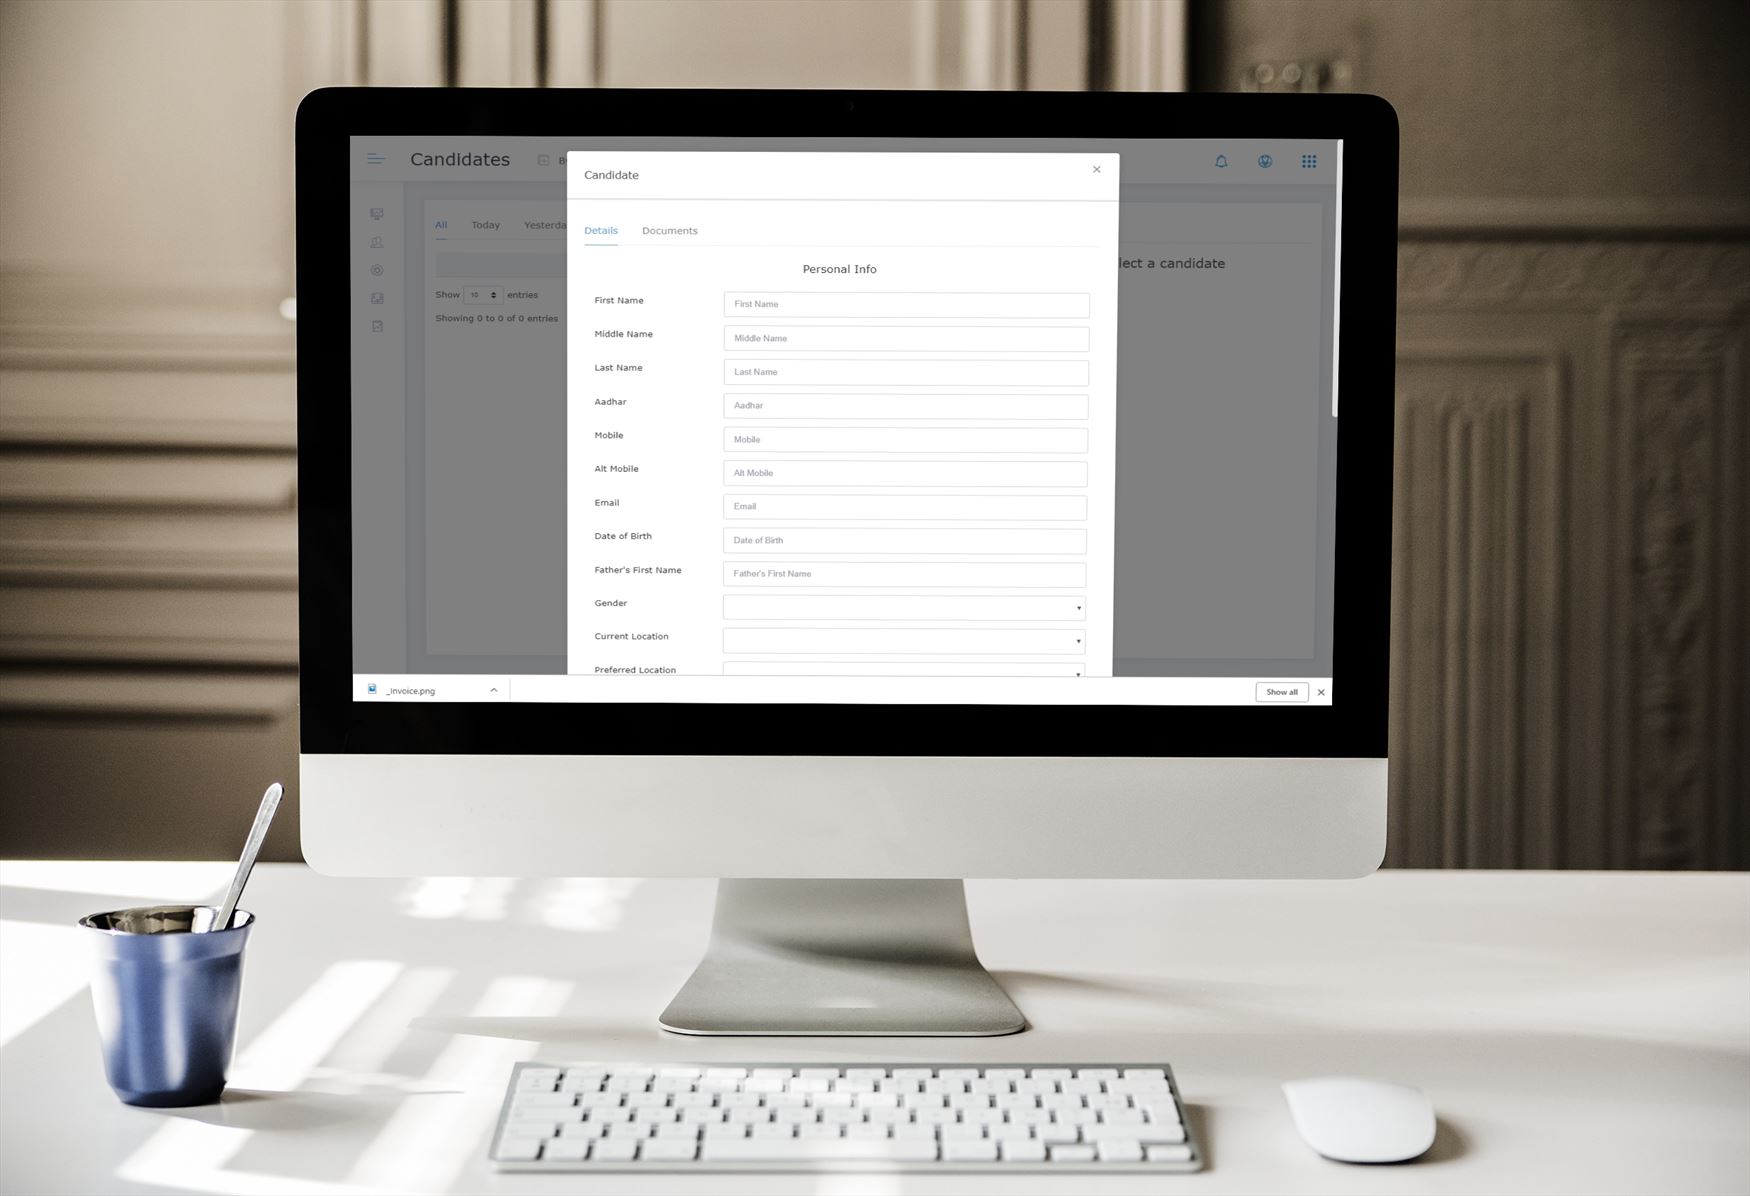 Candidates
All Today Yesterda
Show 10 entries
Showing 0 to 0 of 0 entries
lect a candidate
Candidate
Details Documents
Personal Info
First Name First Name
Middle Name Middle Name
Last Name Last Name
Aadhar Aadhar
Mobile Mobile
Alt Mobile Alt Mobile
Email Email
Date of Birth Date of Birth
Father's First Name Father's First Name
Gender
Current Location
Preferred Location
_invoice.png Show all